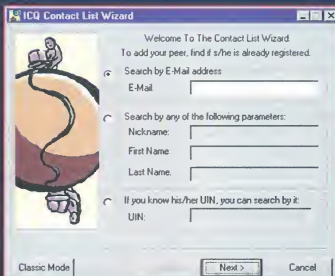 ICQ Contact List Wizard
Welcome To The Contact List Wizard
To add your peer, find if s/he is already registered.
Search by E-Mail address
E-Mail:
Search by any of the following parameters:
Nickname:
First Name:
Last Name:
If you know his/her UIN, you can search by it:
UIN:
Classic Mode
Next >
Cancel